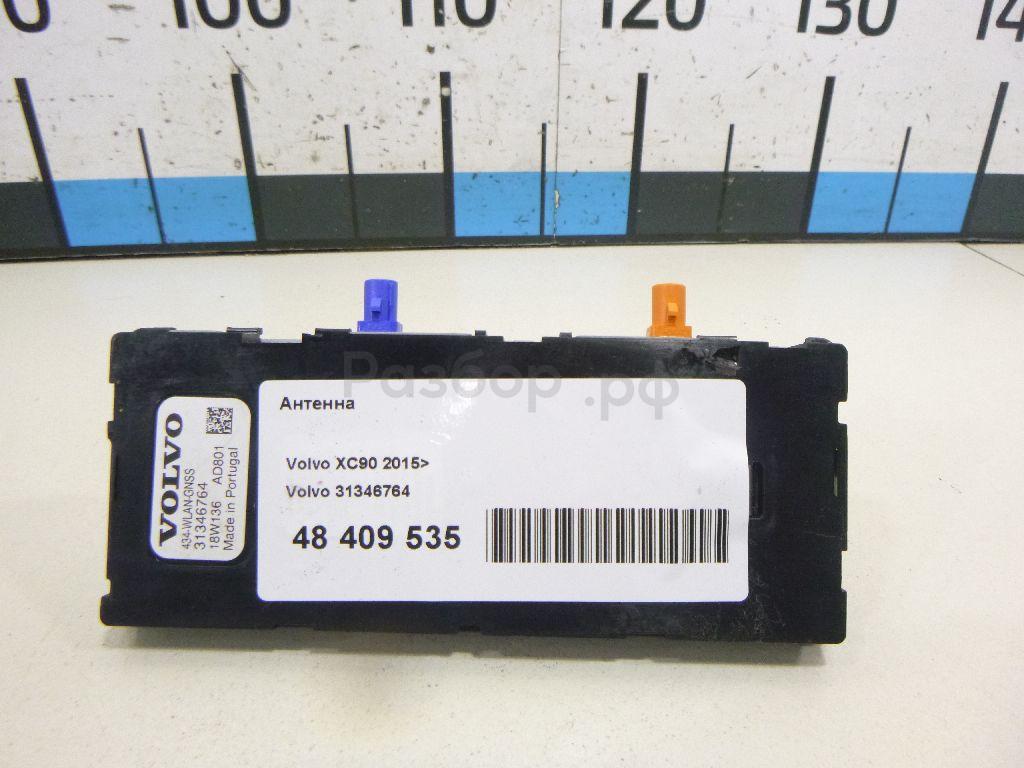 100 110 120 130
Разбор.рф
Антенна
Volvo XC90 2015>
Volvo 31346764
48 409 535
VOLVO
434-WLAN-GNSS
31346764
18W136 AD801
Made in Portugal